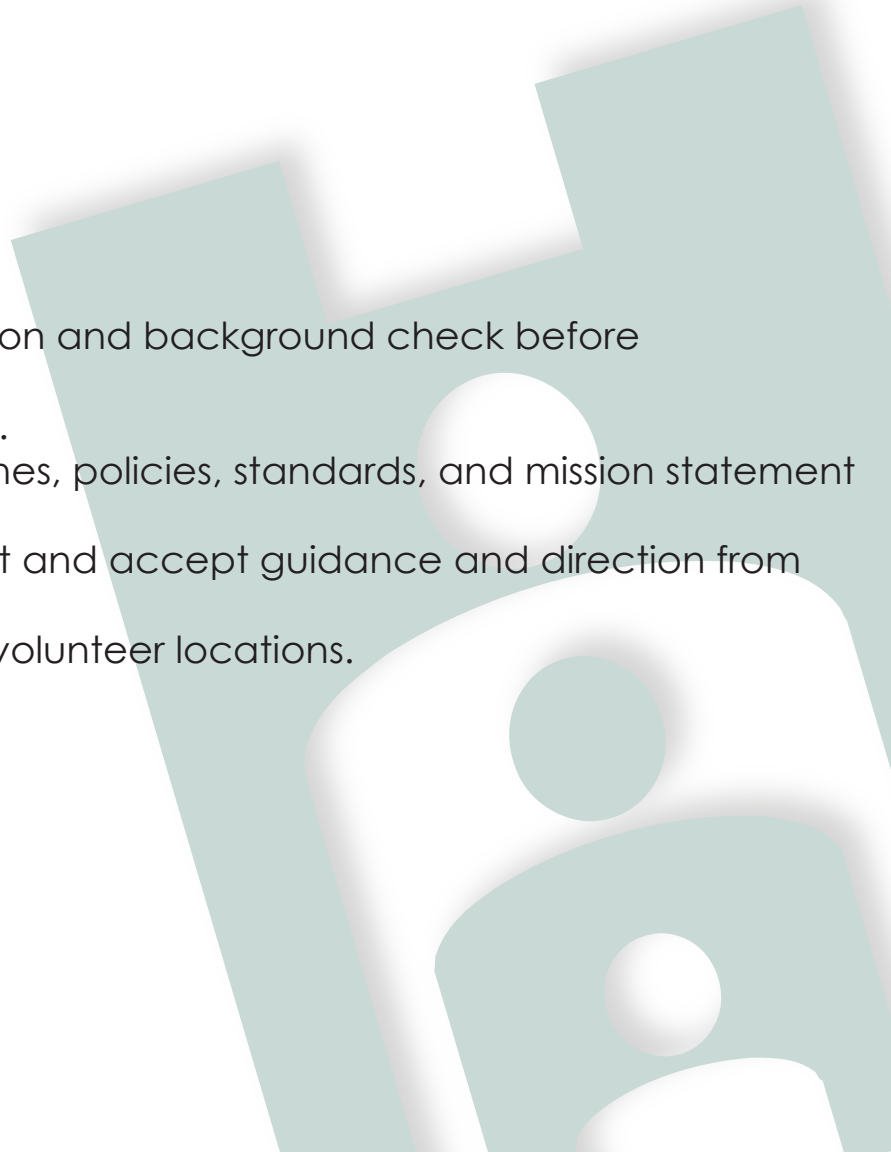 on and background check before
.
nes, policies, standards, and mission statement
t and accept guidance and direction from
volunteer locations.